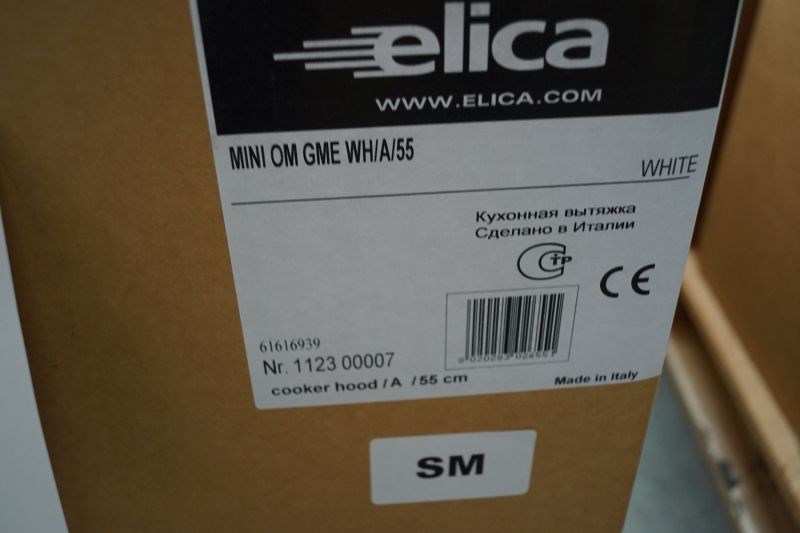 elica
WWW.ELICA.COM
MINI OM GME WH/A/55
WHITE
Кухонная вытяжка
Сделано в Италии
CTP
CE
61616939
Nr. 1123 00007
cooker hood / A / 55 cm
Made in Italy
SM